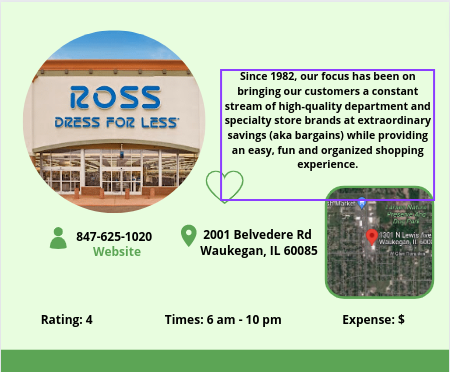 ROSS
DRESS FOR LESS
Since 1982, our focus has been on
bringing our customers a constant
stream of high-quality department and
specialty store brands at extraordinary
savings (aka bargains) while providing
an easy, fun and organized shopping
experience.
847-625-1020
Website
2001 Belvedere Rd
Waukegan, IL 60085
Market
1301 N Lewis Ave
Waukegan, IL 600
Rating: 4
Times: 6 am - 10 pm
Expense: $